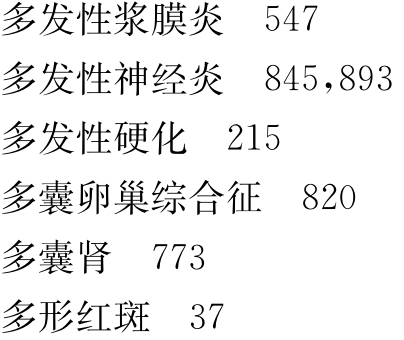 多发性浆膜炎　547
多发性神经炎　845,893
多发性硬化　215
多囊卵巢综合征　820
多囊肾　773
多形红斑　37